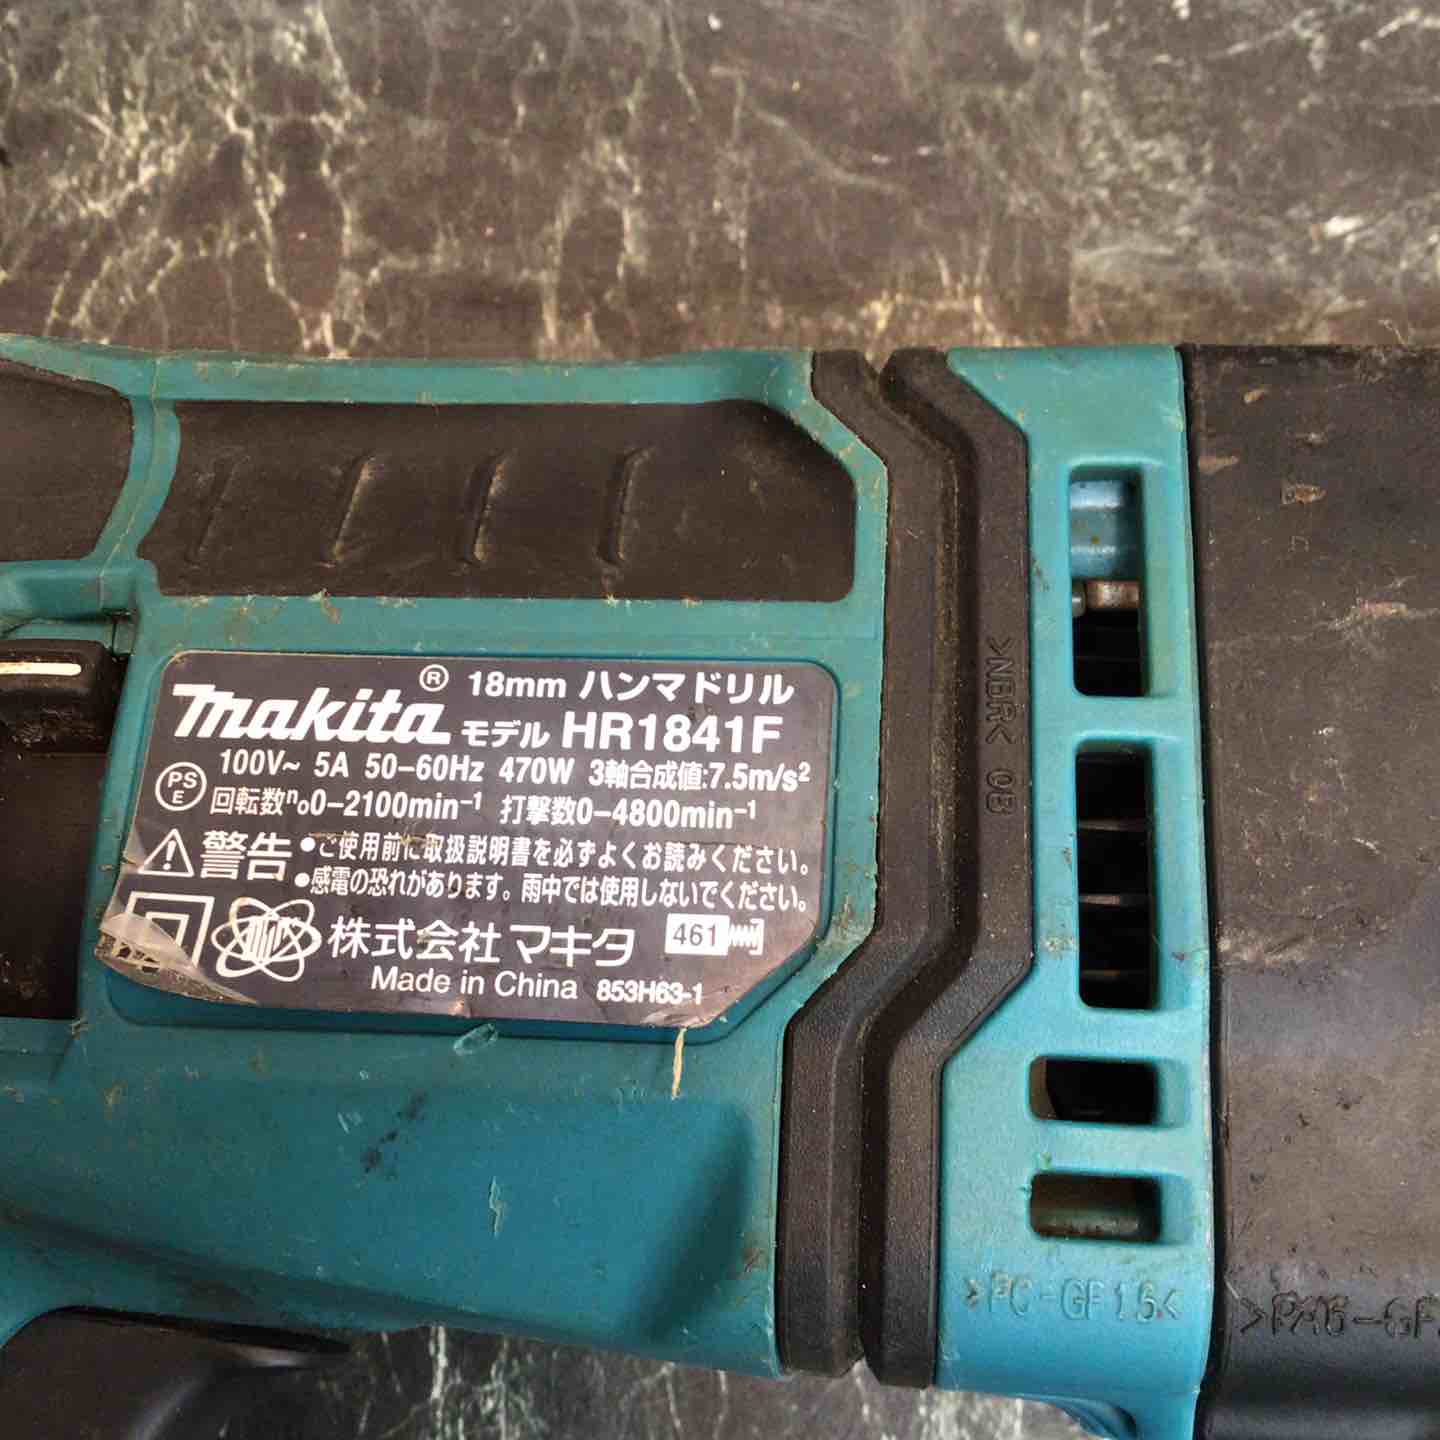 makita® 18mm ハンマドリル
モデル HR1841F
100V~ 5A 50-60Hz 470W 3軸合成値:7.5m/s²
PSE 回転数n₀0-2100min⁻¹ 打撃数0-4800min⁻¹
警告 ●ご使用前に取扱説明書を必ずよくお読みください。
●感電の恐れがあります。雨中では使用しないでください。
株式会社 マキタ 461
Made in China 853H63-1
>NBR< 0B
>PC-GF15<
>PA6-GF